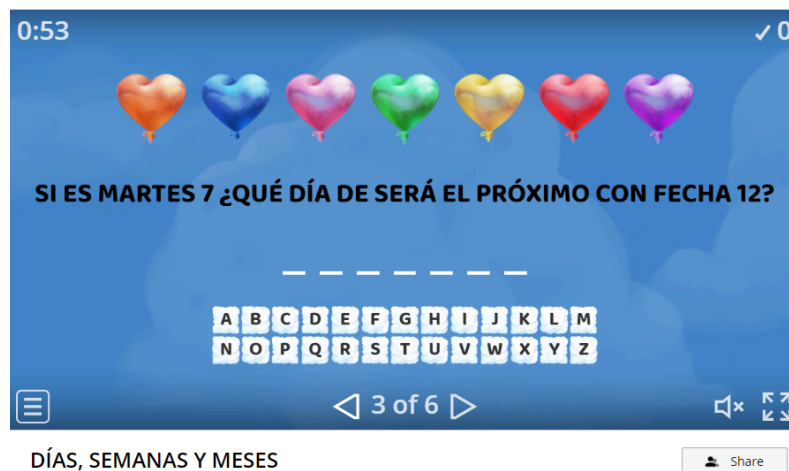 0:53
✓ 0
SI ES MARTES 7 ¿QUÉ DÍA DE SERÁ EL PRÓXIMO CON FECHA 12?
_ _ _ _ _ _ _
A B C D E F G H I J K L M
N O P Q R S T U V W X Y Z
3 of 6
DÍAS, SEMANAS Y MESES
Share